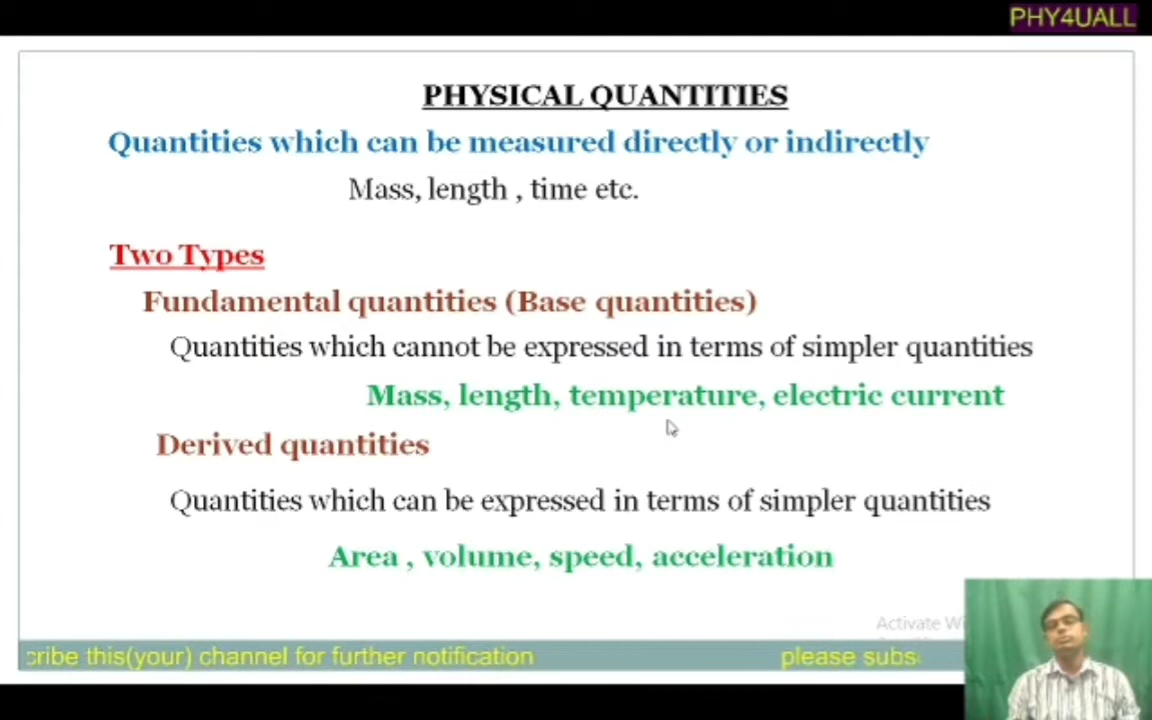 PHY4UALL
PHYSICAL QUANTITIES
Quantities which can be measured directly or indirectly
Mass, length , time etc.
Two Types
Fundamental quantities (Base quantities)
Quantities which cannot be expressed in terms of simpler quantities
Mass, length, temperature, electric current
Derived quantities
Quantities which can be expressed in terms of simpler quantities
Area , volume, speed, acceleration
Activate Wi
cribe this(your) channel for further notification please subs